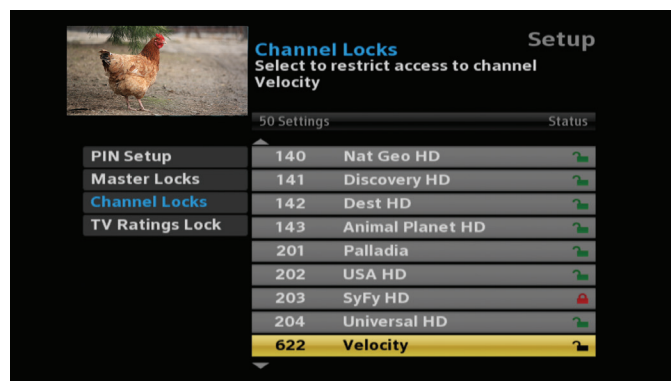 Setup
Channel Locks
Select to restrict access to channel
Velocity
50 Settings Status
PIN Setup
Master Locks
Channel Locks
TV Ratings Lock
140 Nat Geo HD
141 Discovery HD
142 Dest HD
143 Animal Planet HD
201 Palladia
202 USA HD
203 SyFy HD
204 Universal HD
622 Velocity